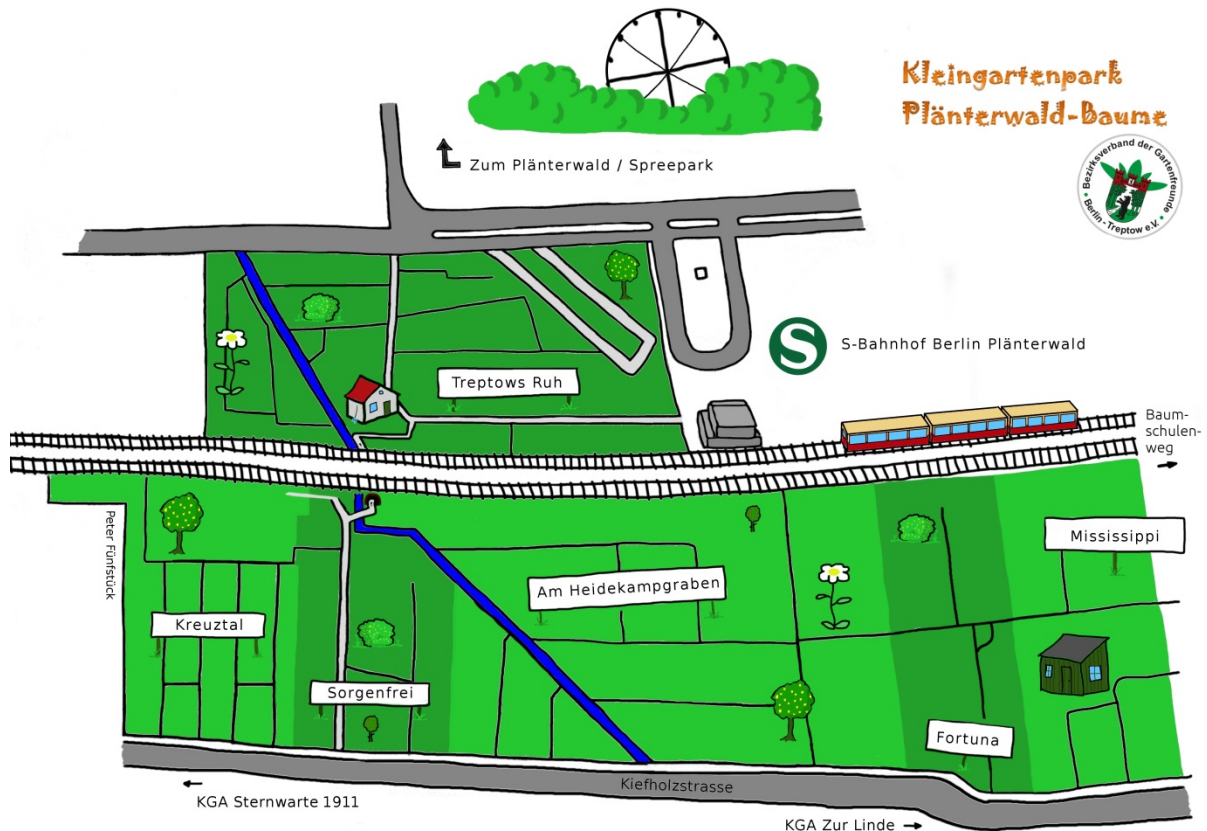 Kleingartenpark
Plänterwald-Baume
Bezirksverband der Gartenfreunde
Berlin - Treptow e.V.
Zum Plänterwald / Spreepark
S
S-Bahnhof Berlin Plänterwald
Treptows Ruh
Baum-
schulen-
weg
Peter Fünfstück
Mississippi
Am Heidekampgraben
Kreuztal
Sorgenfrei
Fortuna
Kiefholzstrasse
KGA Sternwarte 1911
KGA Zur Linde